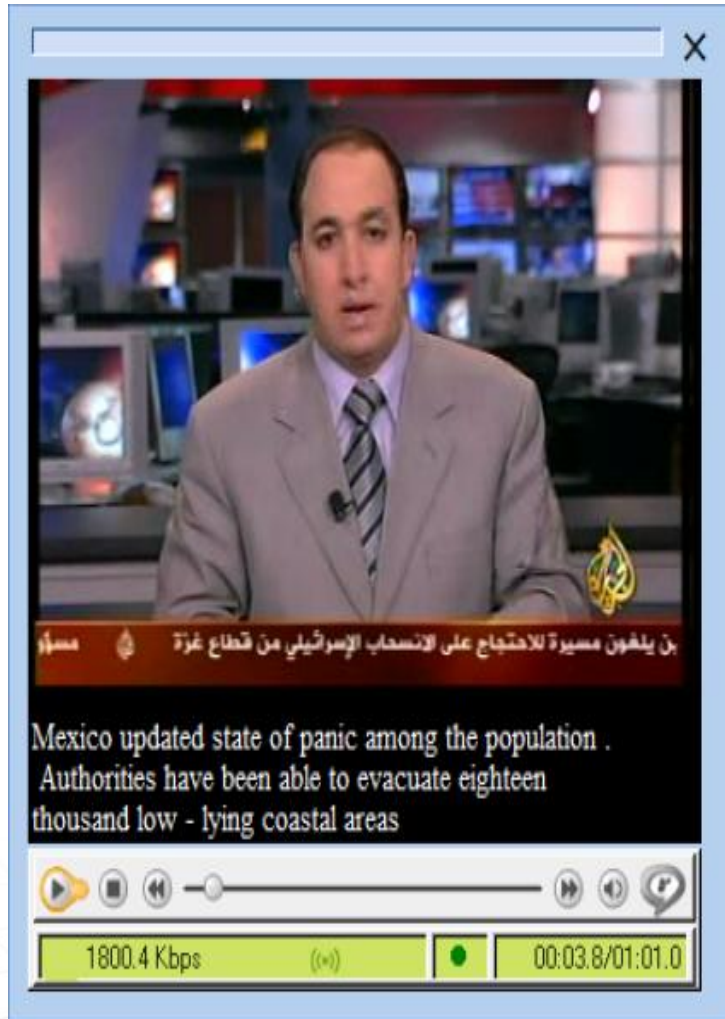 X
ين يلغون مسيرة للاحتجاج على الانسحاب الإسرائيلي من قطاع غزة
Mexico updated state of panic among the population .
Authorities have been able to evacuate eighteen
thousand low - lying coastal areas
1800.4 Kbps
00:03.8/01:01.0